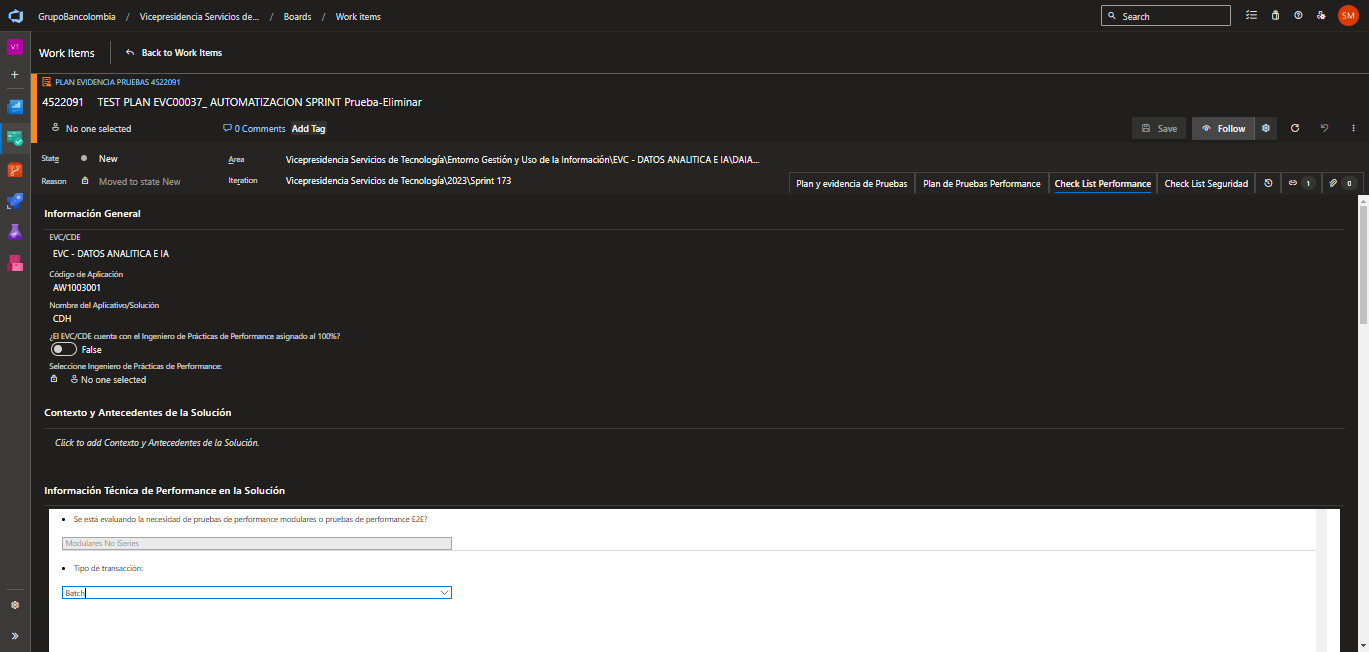 GrupoBancolombia / Vicepresidencia Servicios de... / Boards / Work items
Search
SM
VT
Work Items
Back to Work Items
PLAN EVIDENCIA PRUEBAS 4522091
4522091 TEST PLAN EVC00037_ AUTOMATIZACION SPRINT Prueba-Eliminar
No one selected
0 Comments
Add Tag
Save
Follow
State
New
Area
Vicepresidencia Servicios de Tecnología\Entorno Gestión y Uso de la Información\EVC - DATOS ANALITICA E IA\DAIA...
Reason
Moved to state New
Iteration
Vicepresidencia Servicios de Tecnología\2023\Sprint 173
Plan y evidencia de Pruebas
Plan de Pruebas Performance
Check List Performance
Check List Seguridad
1
0
Información General
EVC/CDE
EVC - DATOS ANALITICA E IA
Código de Aplicación
AW1003001
Nombre del Aplicativo/Solución
CDH
¿El EVC/CDE cuenta con el Ingeniero de Prácticas de Performance asignado al 100%?
False
Seleccione Ingeniero de Prácticas de Performance:
No one selected
Contexto y Antecedentes de la Solución
Click to add Contexto y Antecedentes de la Solución.
Información Técnica de Performance en la Solución
• Se está evaluando la necesidad de pruebas de performance modulares o pruebas de performance E2E?
Modulares No iSeries
• Tipo de transacción:
Batch